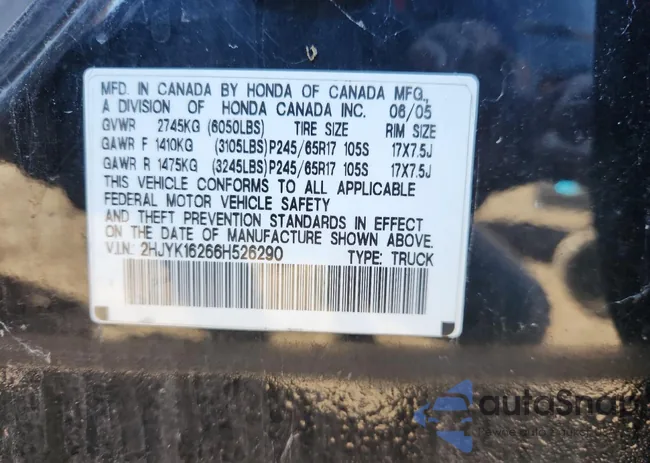 MFD. IN CANADA BY HONDA OF CANADA MFG.,
A DIVISION OF HONDA CANADA INC. 06/05
GVWR 2745KG (6050LBS) TIRE SIZE RIM SIZE
GAWR F 1410KG (3105LBS) P245/65R17 105S 17X7.5J
GAWR R 1475KG (3245LBS) P245/65R17 105S 17X7.5J
THIS VEHICLE CONFORMS TO ALL APPLICABLE
FEDERAL MOTOR VEHICLE SAFETY
AND THEFT PREVENTION STANDARDS IN EFFECT
ON THE DATE OF MANUFACTURE SHOWN ABOVE.
V.I.N. 2HJYK16266H526290 TYPE: TRUCK
autoSnap